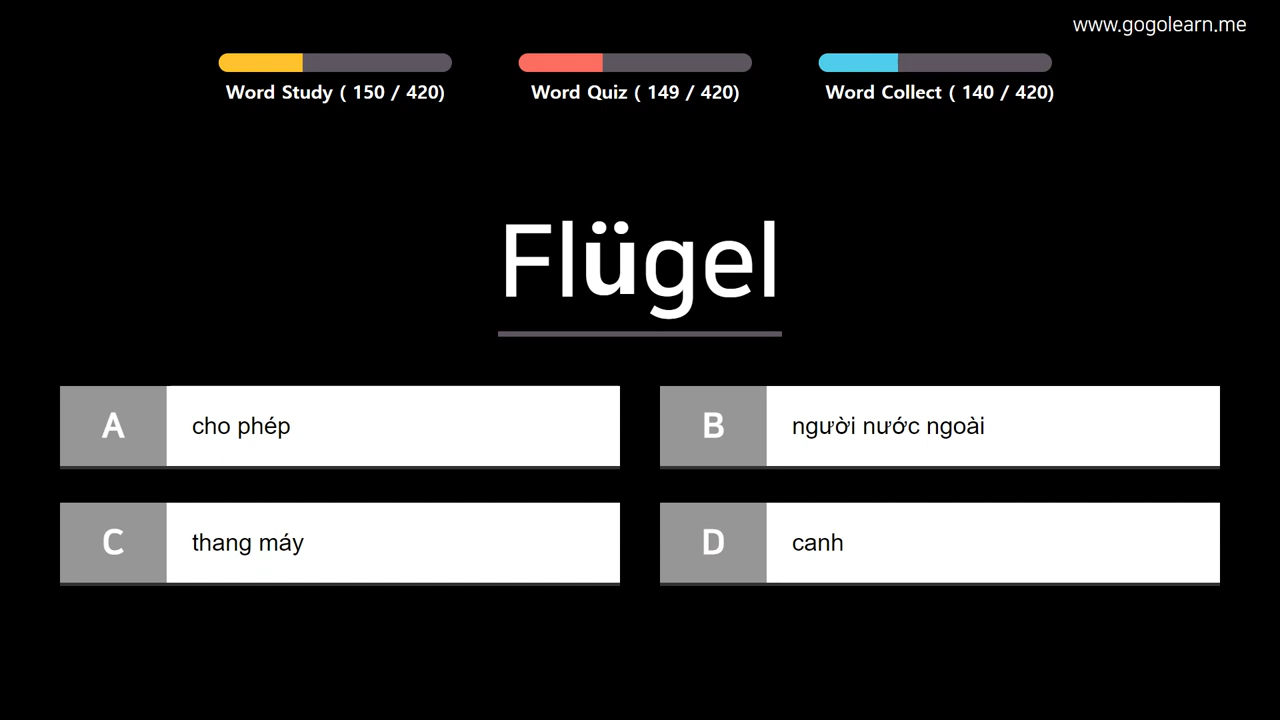 www.gogolearn.me
Word Study ( 150 / 420)
Word Quiz ( 149 / 420)
Word Collect ( 140 / 420)
Flügel
A cho phép
B người nước ngoài
C thang máy
D canh